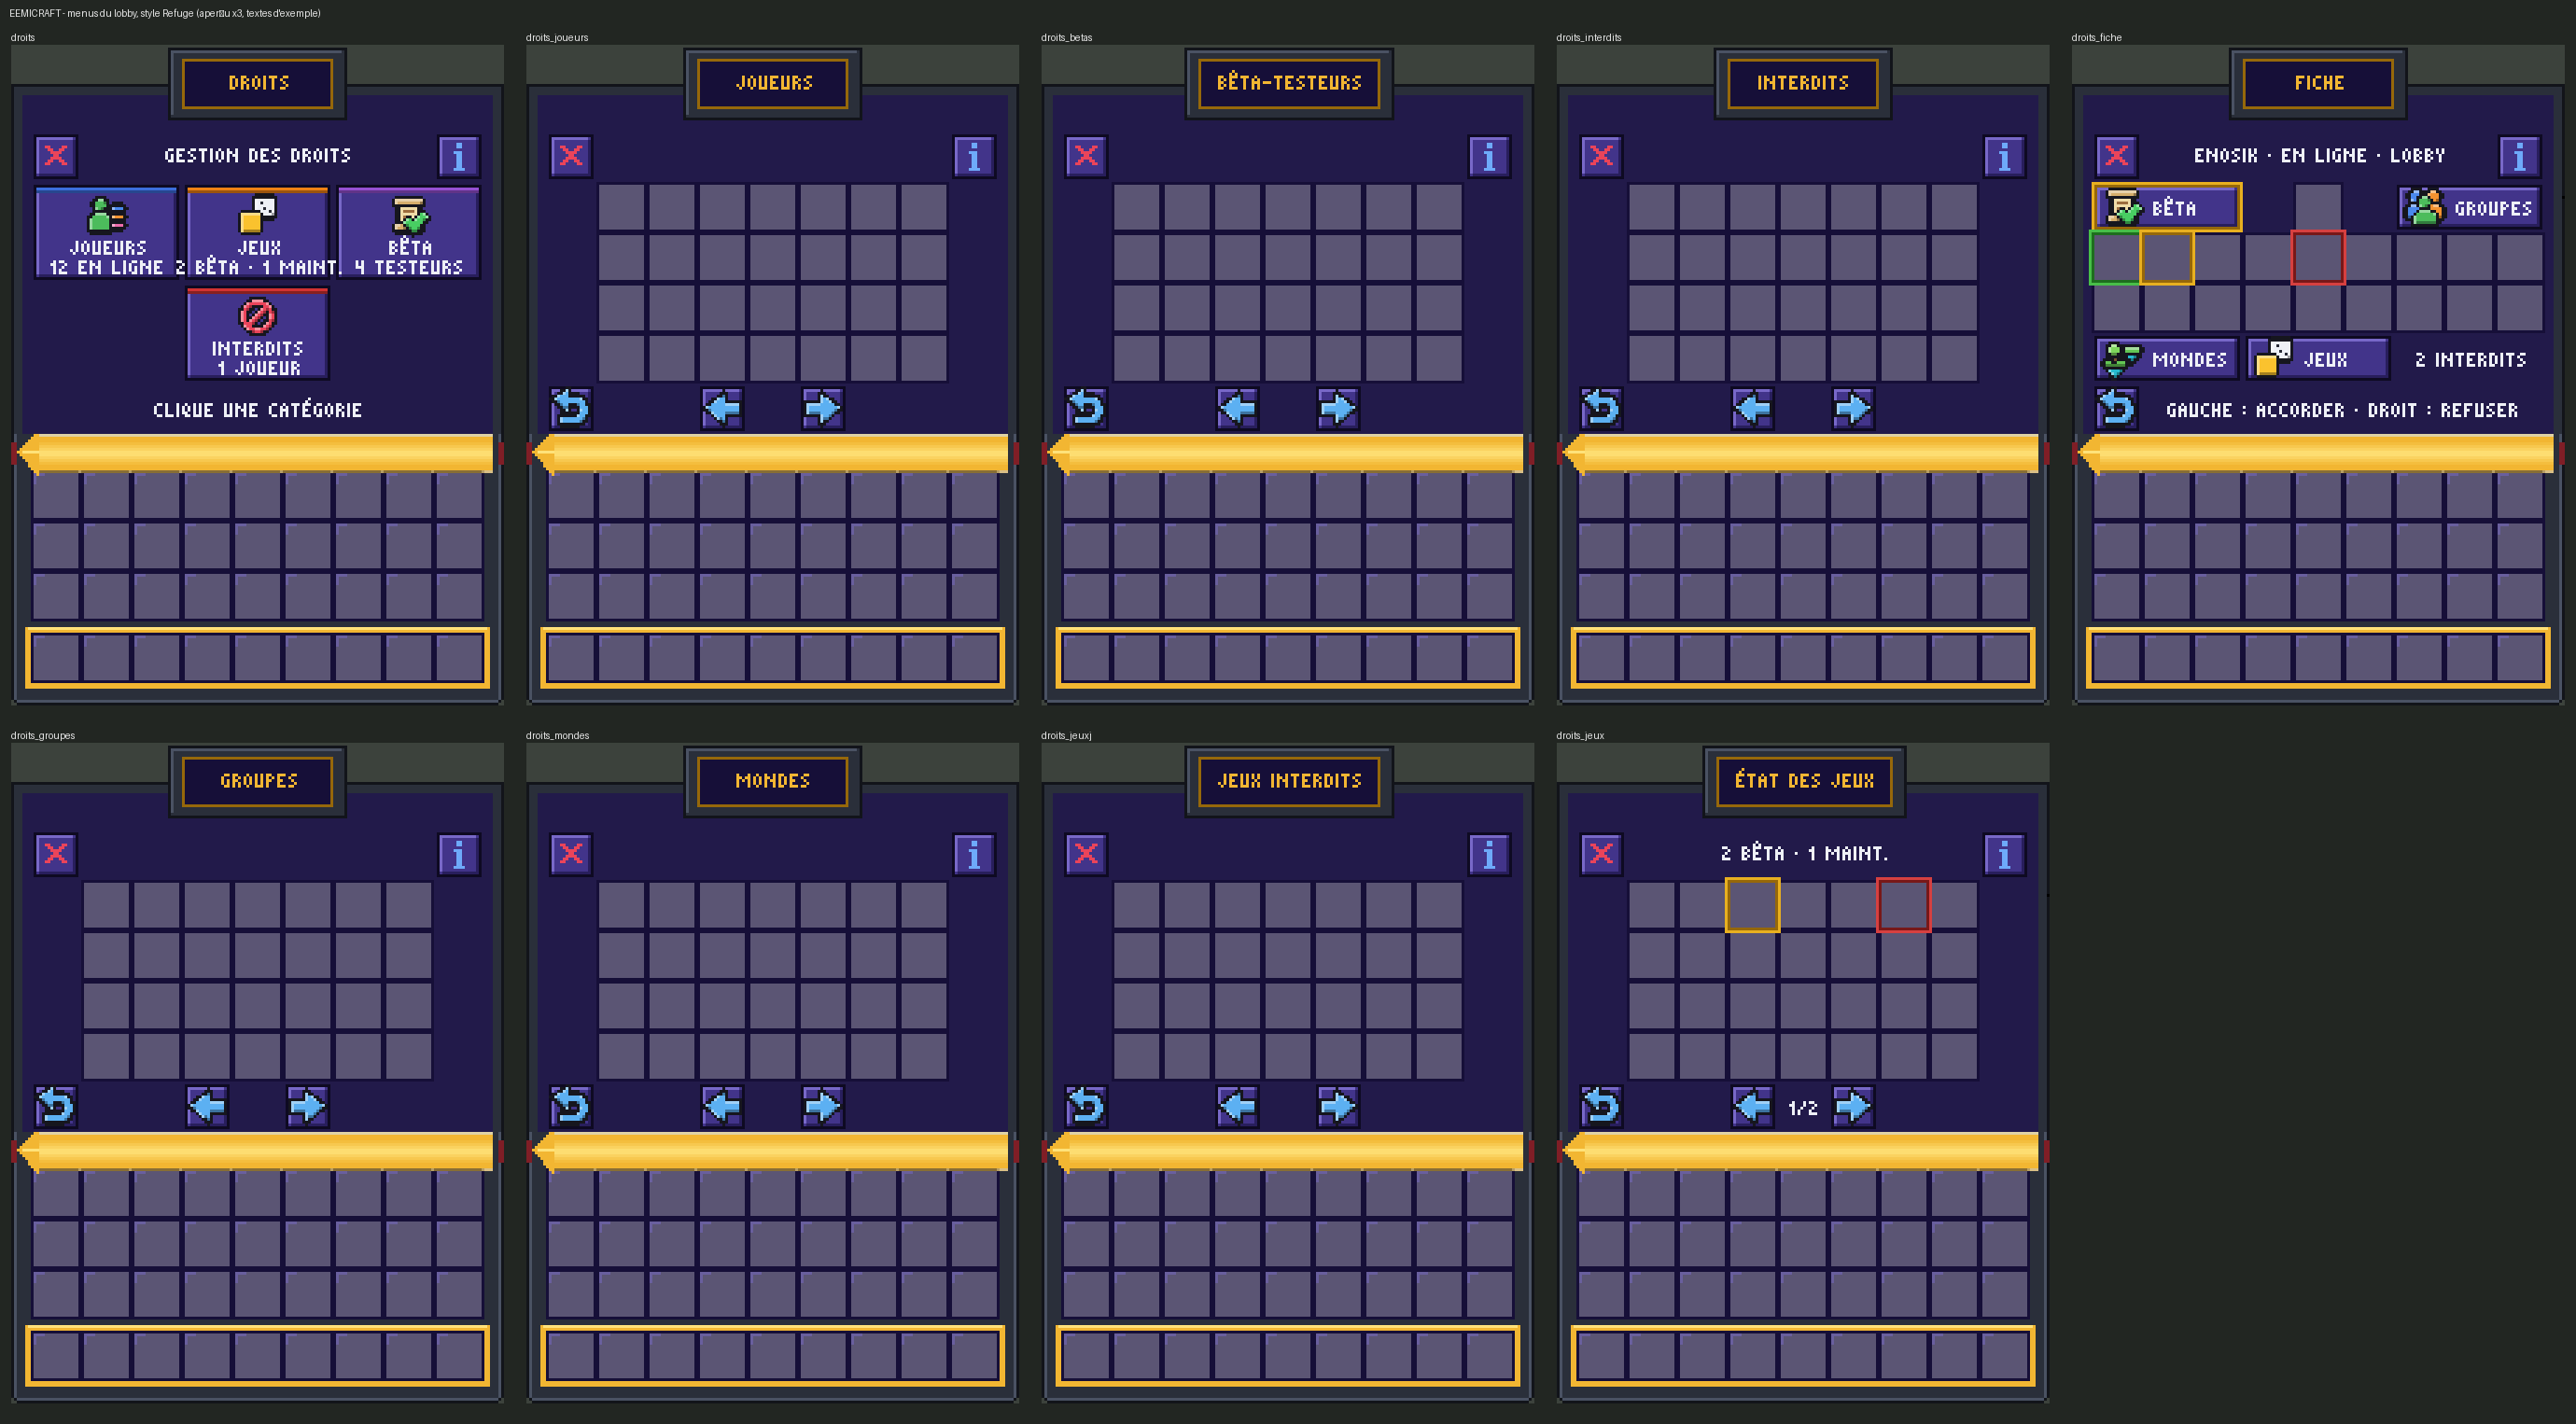 EEMICRAFT - menus du lobby, style Refuge (aperçu x3, textes d'exemple)
droits
DROITS
GESTION DES DROITS
i
JOUEURS
12 EN LIGNE
JEUX
2 BÊTA · 1 MAINT.
BÊTA
4 TESTEURS
INTERDITS
1 JOUEUR
CLIQUE UNE CATÉGORIE
droits_joueurs
JOUEURS
i
droits_betas
BÊTA-TESTEURS
i
droits_interdits
INTERDITS
i
droits_fiche
FICHE
ENOSIK · EN LIGNE · LOBBY
i
BÊTA
GROUPES
MONDES
JEUX
2 INTERDITS
GAUCHE : ACCORDER · DROIT : REFUSER
droits_groupes
GROUPES
i
droits_mondes
MONDES
i
droits_jeuxj
JEUX INTERDITS
i
droits_jeux
ÉTAT DES JEUX
2 BÊTA · 1 MAINT.
i
1/2